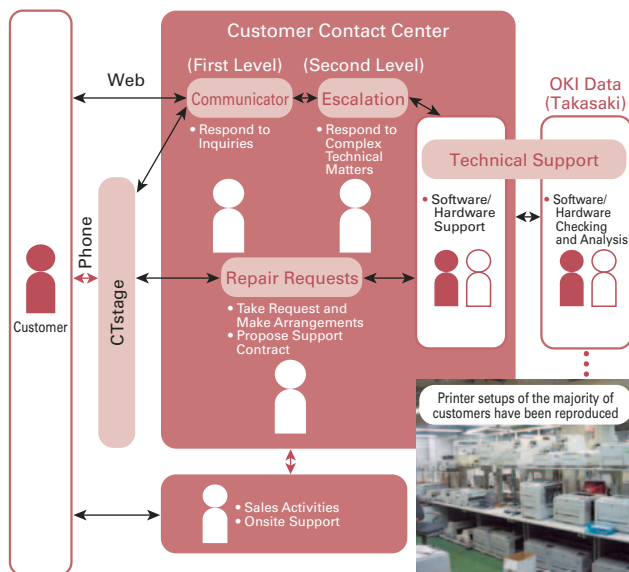 Customer Contact Center
(First Level)
(Second Level)
Web
Communicator
Escalation
OKI Data
(Takasaki)
• Respond to
Inquiries
• Respond to
Complex
Technical
Matters
Technical Support
• Software/
Hardware
Support
• Software/
Hardware
Checking
and Analysis
Phone
Customer
CTstage
Repair Requests
• Take Request and
Make Arrangements
• Propose Support
Contract
Printer setups of the majority of
customers have been reproduced
• Sales Activities
• Onsite Support